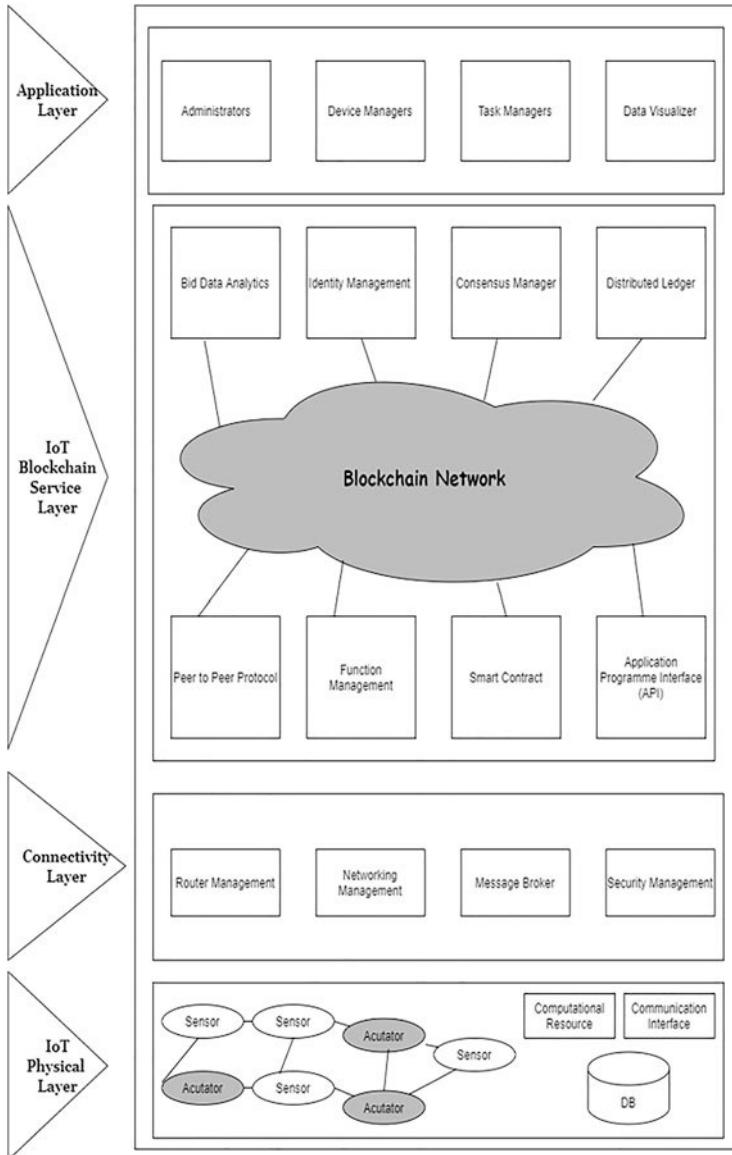 Application
Layer
Administrators
Device Managers
Task Managers
Data Visualizer
IoT
Blockchain
Service
Layer
Bid Data Analytics
Identity Management
Consensus Manager
Distributed Ledger
Blockchain Network
Peer to Peer Protocol
Function
Management
Smart Contract
Application
Programme Interface
(API)
Connectivity
Layer
Router Management
Networking
Management
Message Broker
Security Management
IoT
Physical
Layer
Sensor
Sensor
Acutator
Sensor
Acutator
Sensor
Acutator
Computational
Resource
Communication
Interface
DB